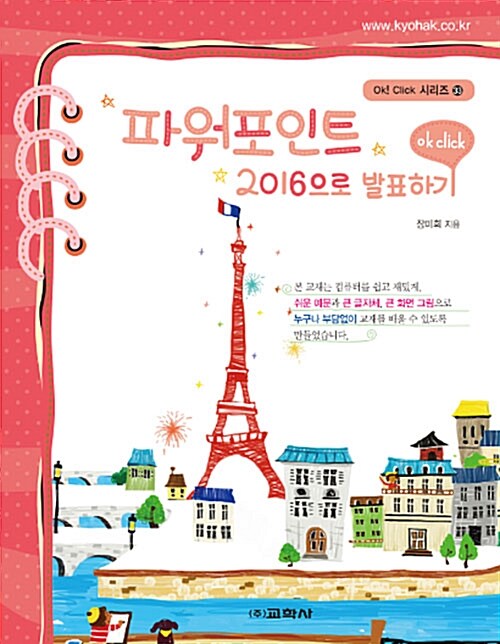 www.kyohak.co.kr
Ok! Click 시리즈 33
파워포인트
ok click
2016으로 발표하기
장미희 지음
본 교재는 컴퓨터를 쉽고 재밌게,
쉬운 예문과 큰 글자체, 큰 화면 그림으로
누구나 부담없이 교재를 배울 수 있도록
만들었습니다.
(주)교학사